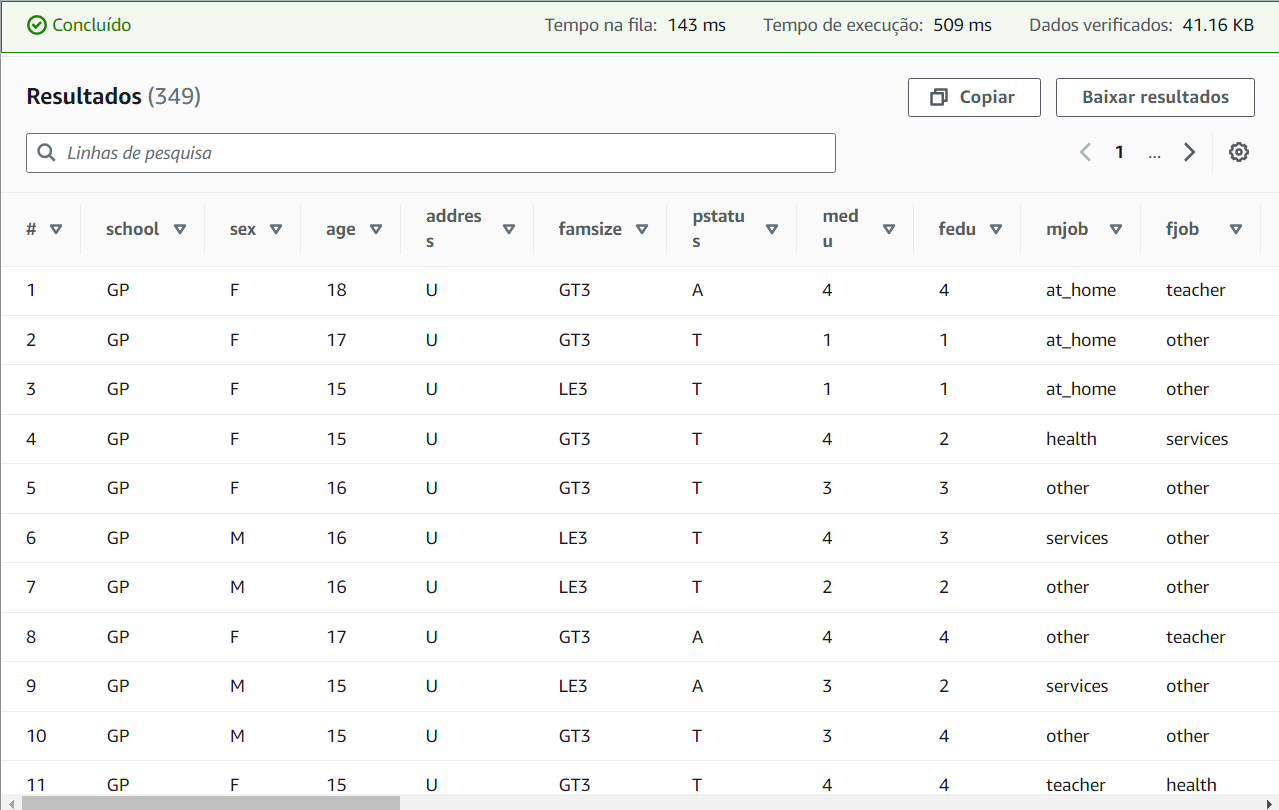 Concluído Tempo na fila: 143 ms Tempo de execução: 509 ms Dados verificados: 41.16 KB
Resultados (349) Copiar Baixar resultados
Linhas de pesquisa 1 ...
# school sex age address famsize pstatus medu fedu mjob fjob
1 GP F 18 U GT3 A 4 4 at_home teacher
2 GP F 17 U GT3 T 1 1 at_home other
3 GP F 15 U LE3 T 1 1 at_home other
4 GP F 15 U GT3 T 4 2 health services
5 GP F 16 U GT3 T 3 3 other other
6 GP M 16 U LE3 T 4 3 services other
7 GP M 16 U LE3 T 2 2 other other
8 GP F 17 U GT3 A 4 4 other teacher
9 GP M 15 U LE3 A 3 2 services other
10 GP M 15 U GT3 T 3 4 other other
11 GP F 15 U GT3 T 4 4 teacher health